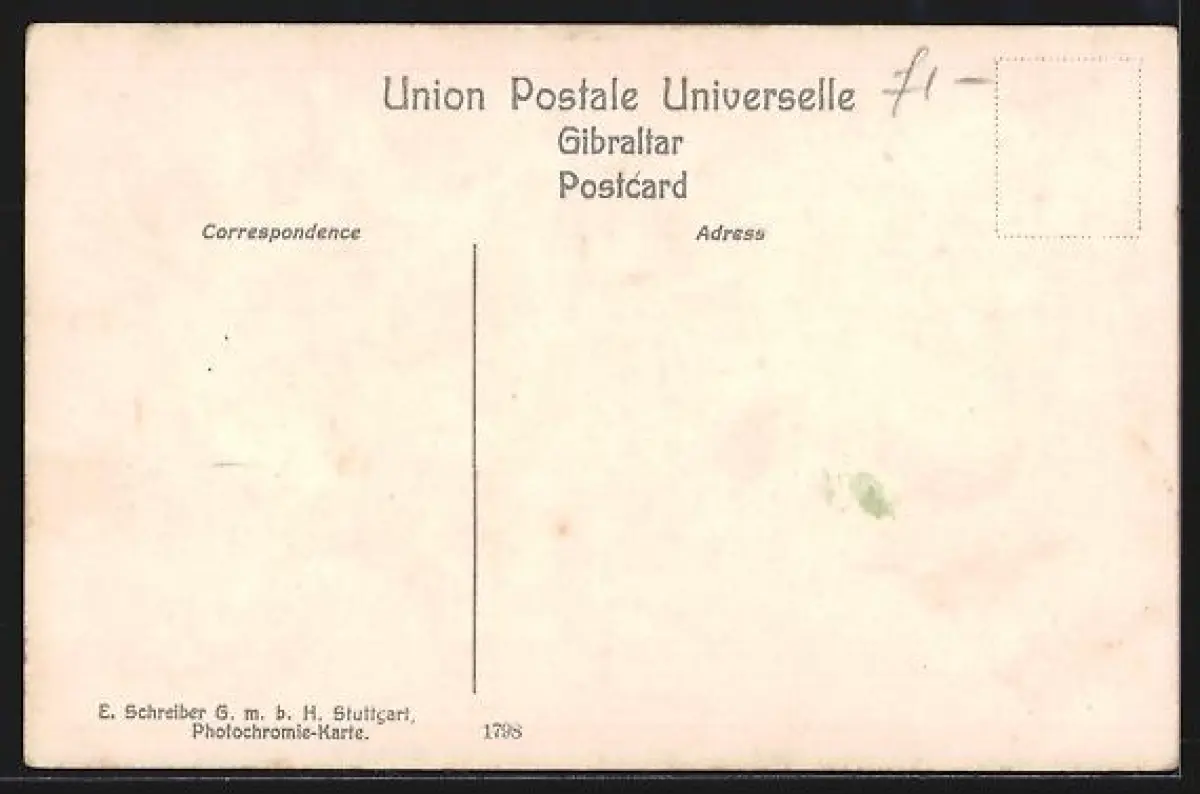 Union Postale Universelle
Gibraltar
Postcard
Correspondence
Adress
E. Schreiber G. m. b. H. Stuttgart,
Photochromie-Karte.
1798